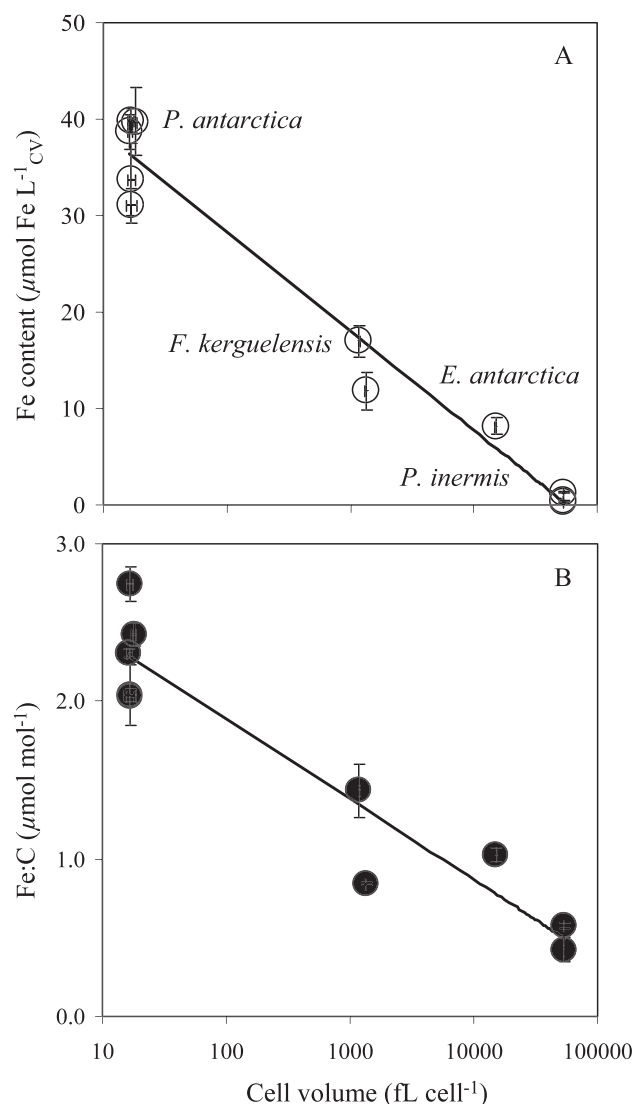 50
A
40
P. antarctica
30
20
F. kerguelensis
E. antarctica
10
P. inermis
0
Fe content (µmol Fe L⁻¹CV)
3.0
B
2.0
1.0
0.0
Fe:C (µmol mol⁻¹)
10 100 1000 10000 100000
Cell volume (fL cell⁻¹)